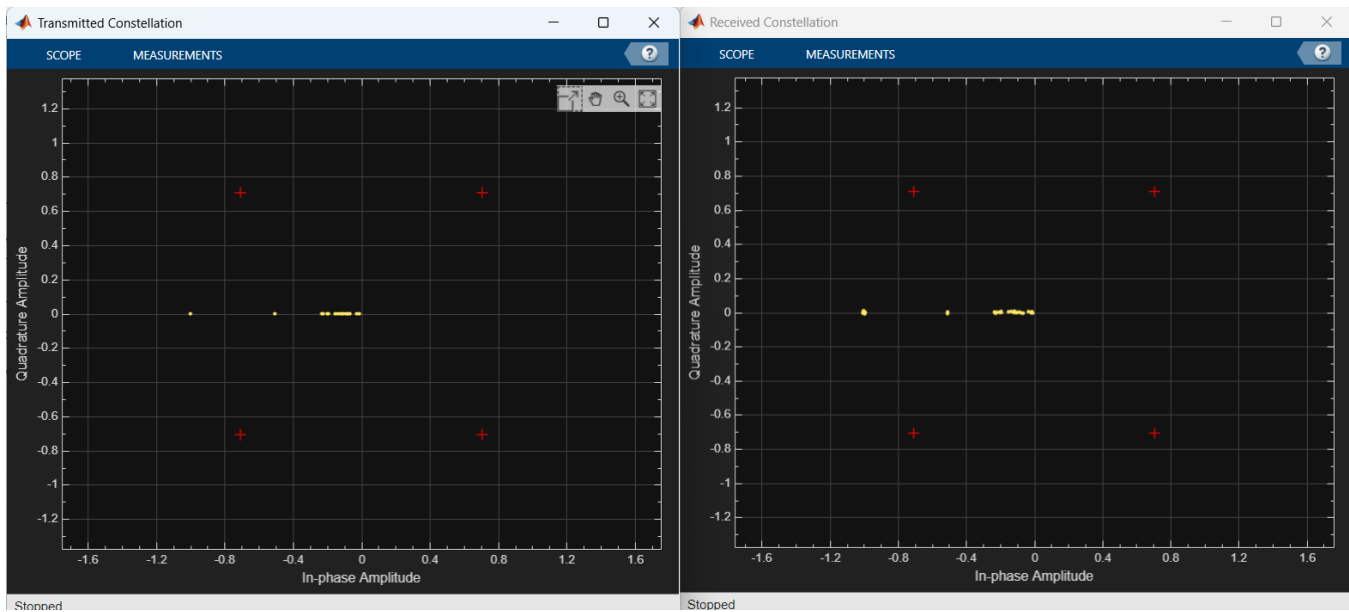 Transmitted Constellation
SCOPE MEASUREMENTS ?
1.2
1
0.8
0.6
0.4
0.2
0
-0.2
-0.4
-0.6
-0.8
-1
-1.2
Quadrature Amplitude
-1.6 -1.2 -0.8 -0.4 0 0.4 0.8 1.2 1.6
In-phase Amplitude
Stopped
Received Constellation
SCOPE MEASUREMENTS ?
1.2
1
0.8
0.6
0.4
0.2
0
-0.2
-0.4
-0.6
-0.8
-1
-1.2
Quadrature Amplitude
-1.6 -1.2 -0.8 -0.4 0 0.4 0.8 1.2 1.6
In-phase Amplitude
Stopped